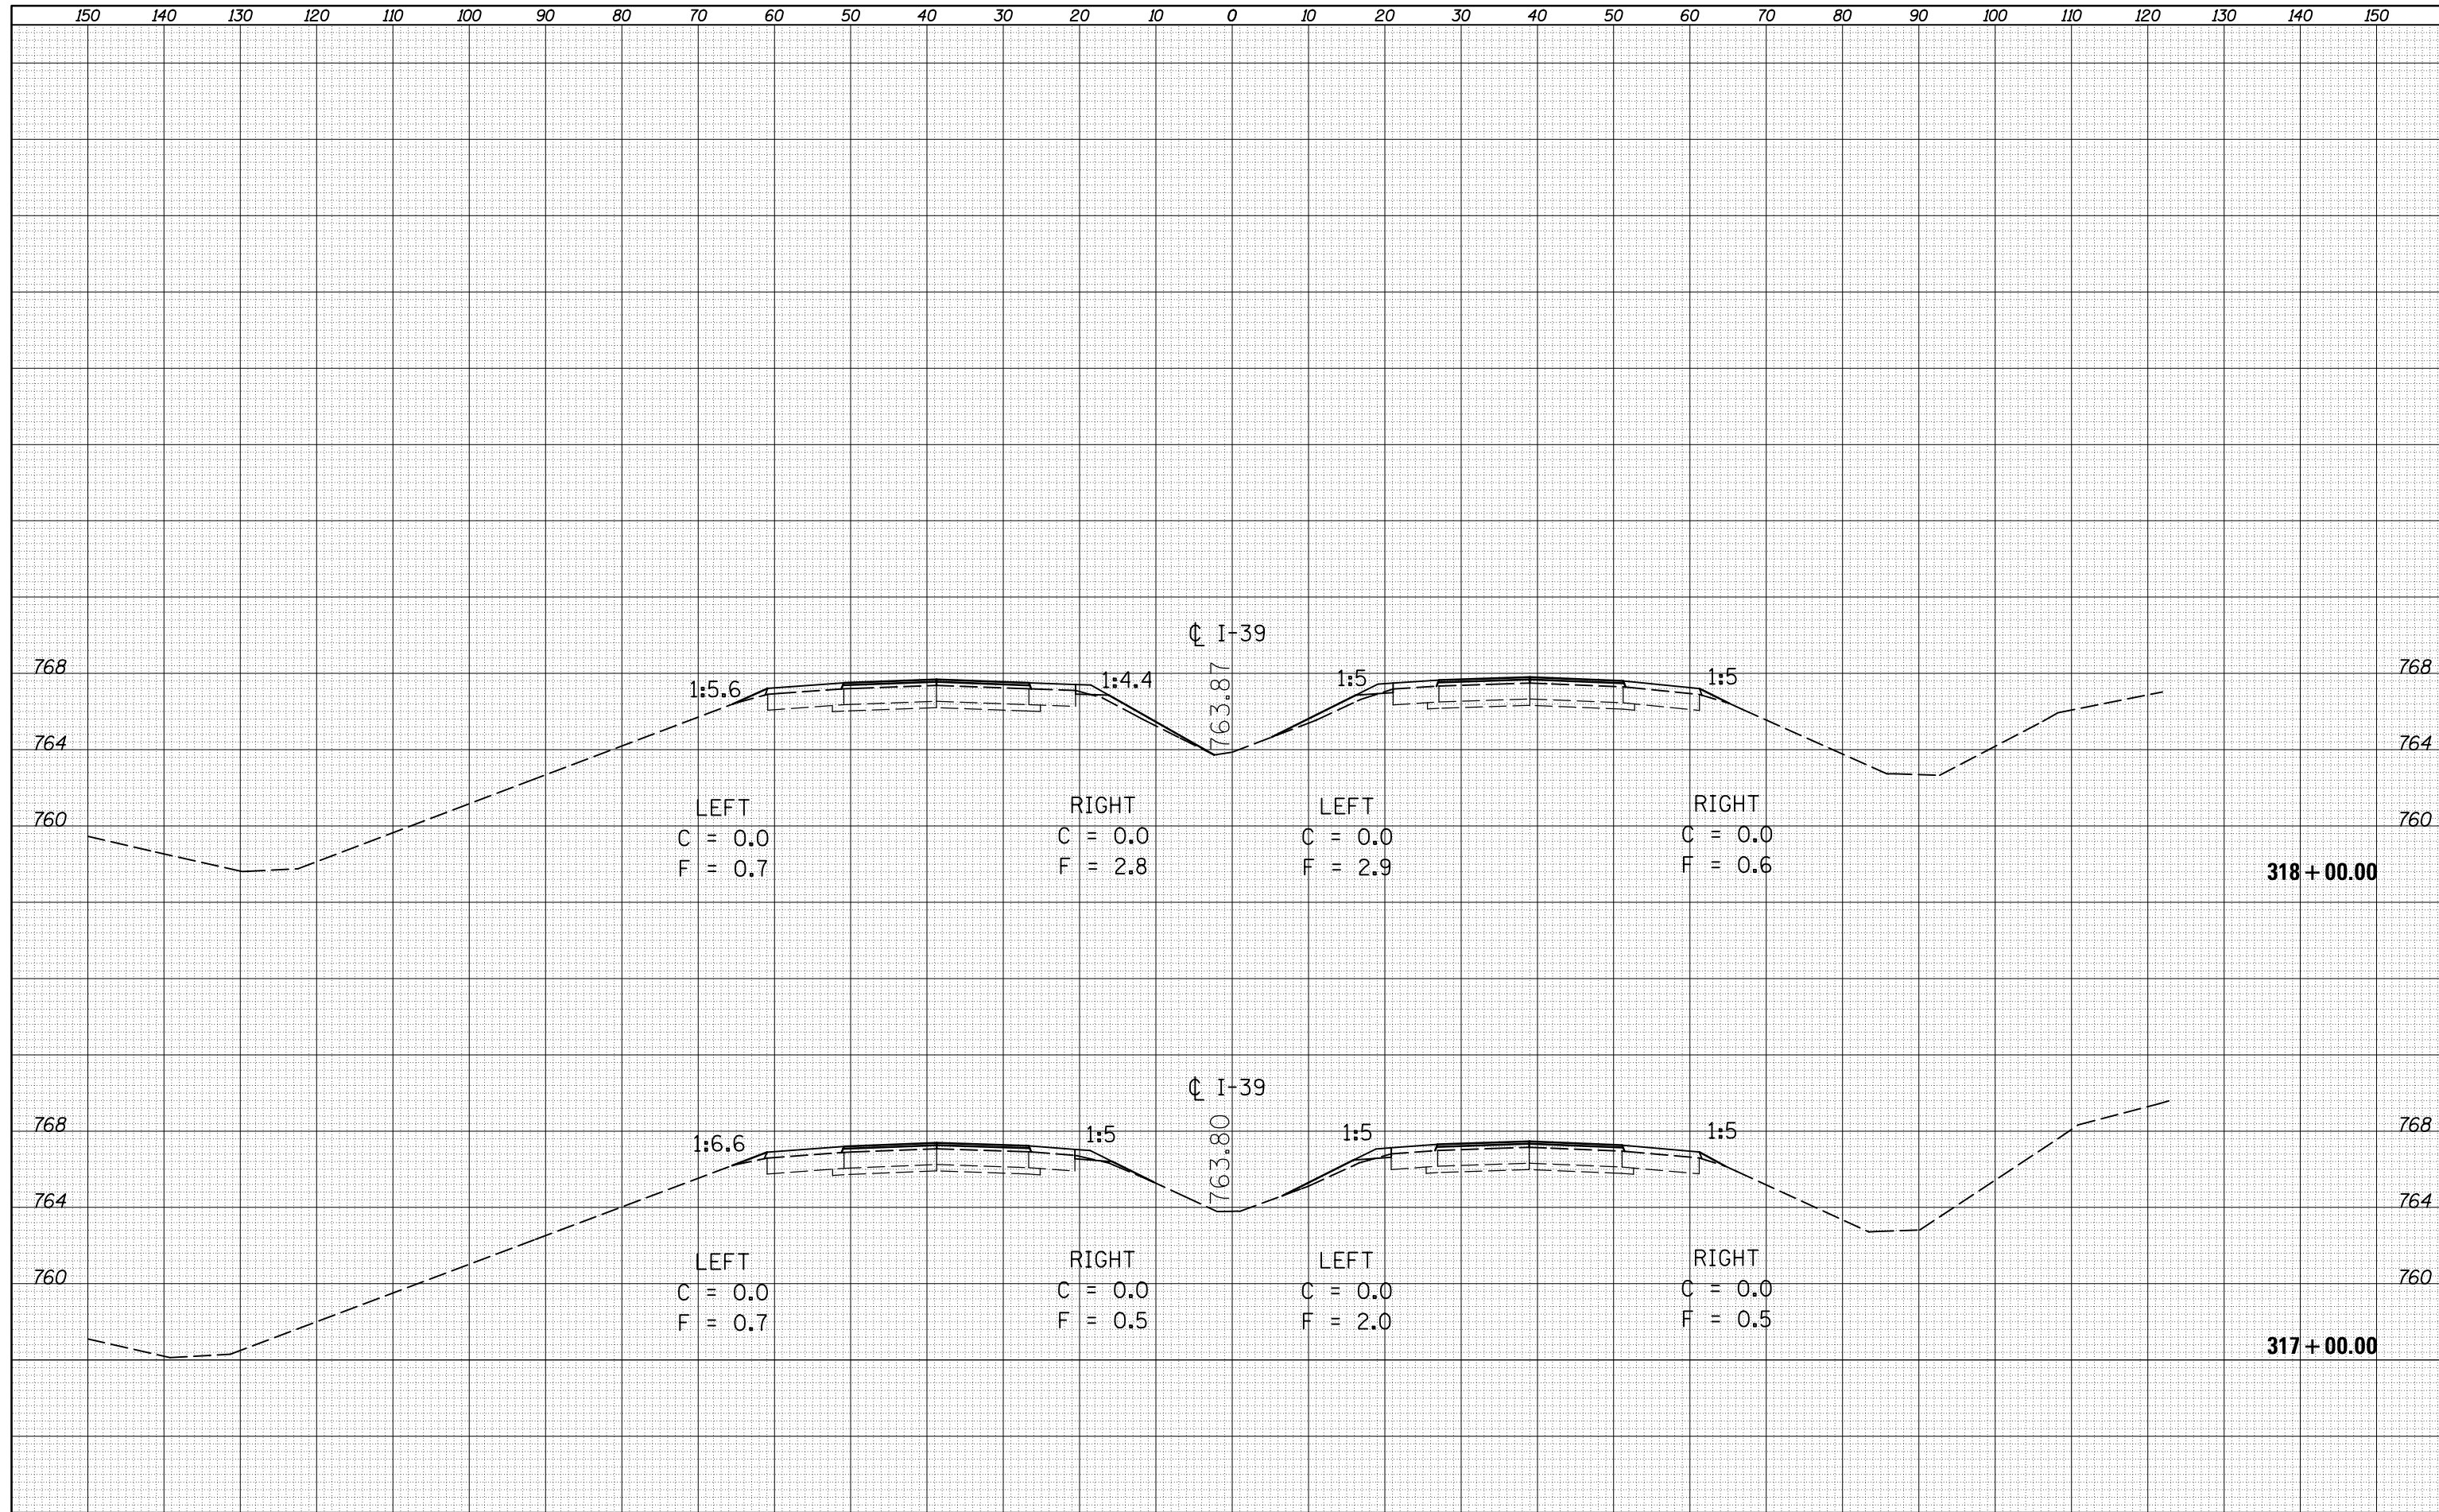 150 140 130 120 110 100 90 80 70 60 50 40 30 20 10 0 10 20 30 40 50 60 70 80 90 100 110 120 130 140 150
℄ I-39
763.87
768 768
1:5.6 1:4.4 1:5 1:5
764 764
LEFT RIGHT LEFT RIGHT
760 760
C = 0.0 C = 0.0 C = 0.0 C = 0.0
F = 0.7 F = 2.8 F = 2.9 F = 0.6
318+00.00
℄ I-39
763.80
768 768
1:6.6 1:5 1:5 1:5
764 764
LEFT RIGHT LEFT RIGHT
760 760
C = 0.0 C = 0.0 C = 0.0 C = 0.0
F = 0.7 F = 0.5 F = 2.0 F = 0.5
317+00.00